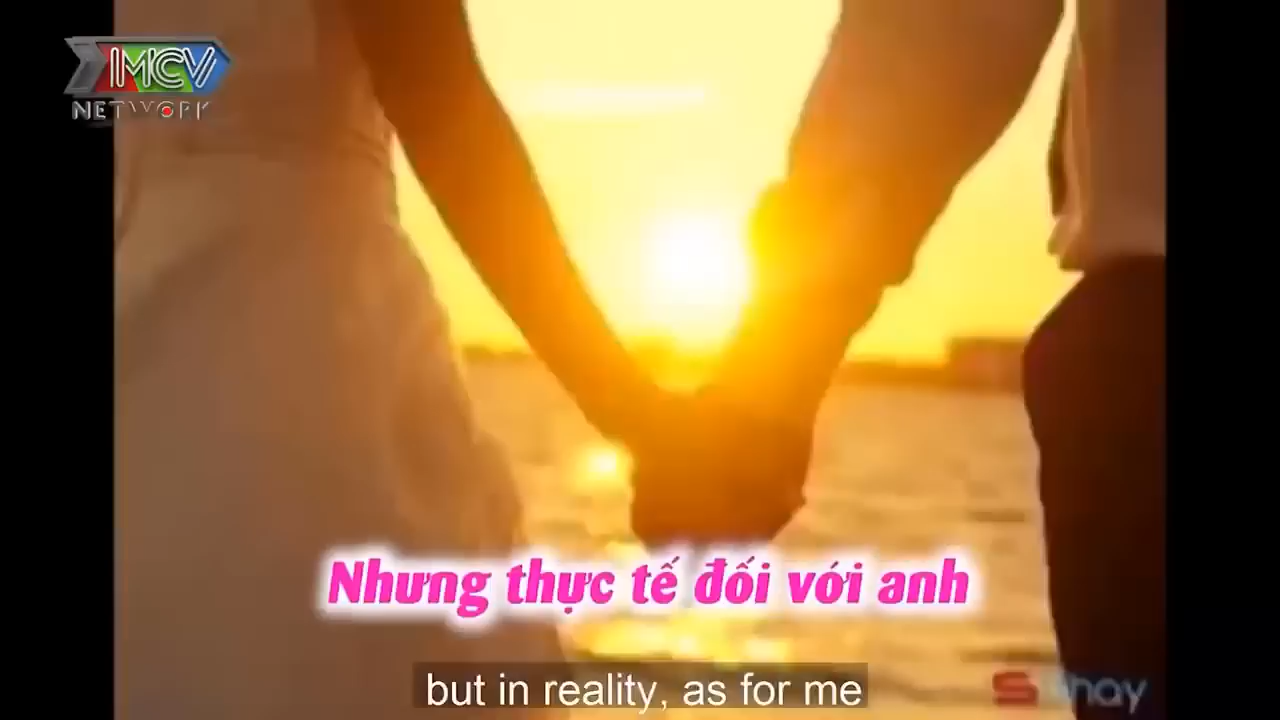 MCV
NETWORK
Nhưng thực tế đối với anh
but in reality, as for me